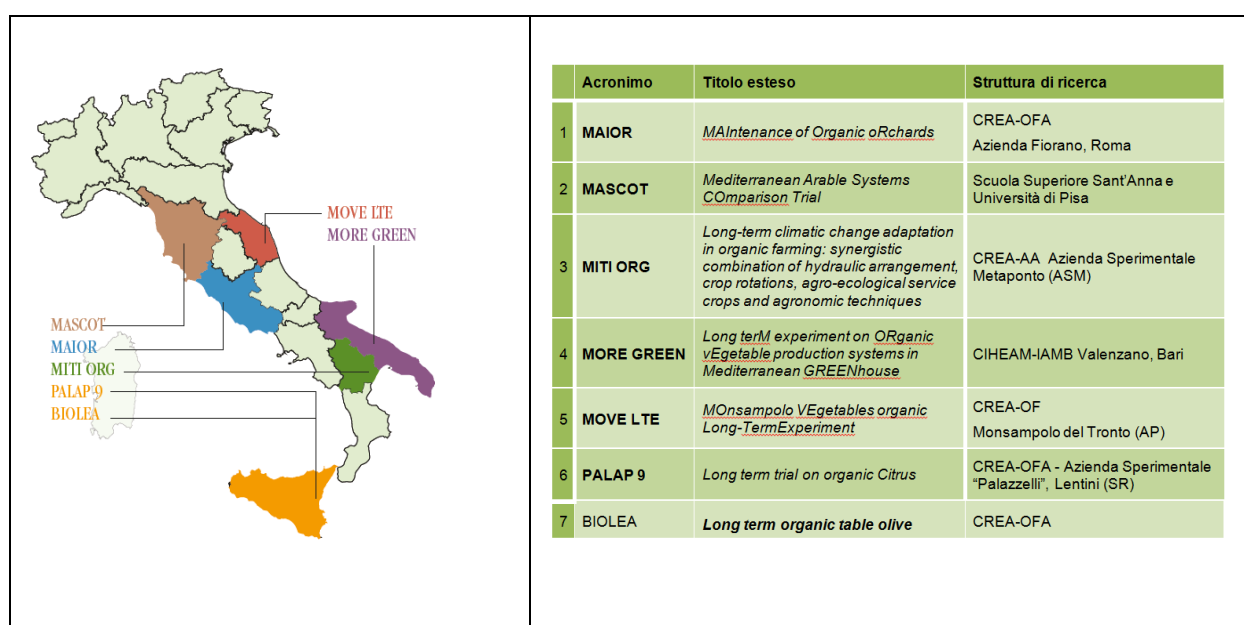 MOVE LTE
MORE GREEN
MASCOT
MAIOR
MITI ORG
PALAP 9
BIOLEA
Acronimo Titolo esteso Struttura di ricerca
1 MAIOR MAIntenance of Organic oRchards CREA-OFA
Azienda Fiorano, Roma
2 MASCOT Mediterranean Arable Systems
COmparison Trial
Scuola Superiore Sant'Anna e
Università di Pisa
3 MITI ORG
Long-term climatic change adaptation
in organic farming: synergistic
combination of hydraulic arrangement,
crop rotations, agro-ecological service
crops and agronomic techniques
CREA-AA Azienda Sperimentale
Metaponto (ASM)
4 MORE GREEN
Long terM experiment on ORganic
vEgetable production systems in
Mediterranean GREENhouse
CIHEAM-IAMB Valenzano, Bari
5 MOVE LTE
MOnsampolo VEgetables organic
Long-TermExperiment
CREA-OF
Monsampolo del Tronto (AP)
6 PALAP 9 Long term trial on organic Citrus
CREA-OFA - Azienda Sperimentale
"Palazzelli", Lentini (SR)
7 BIOLEA Long term organic table olive CREA-OFA